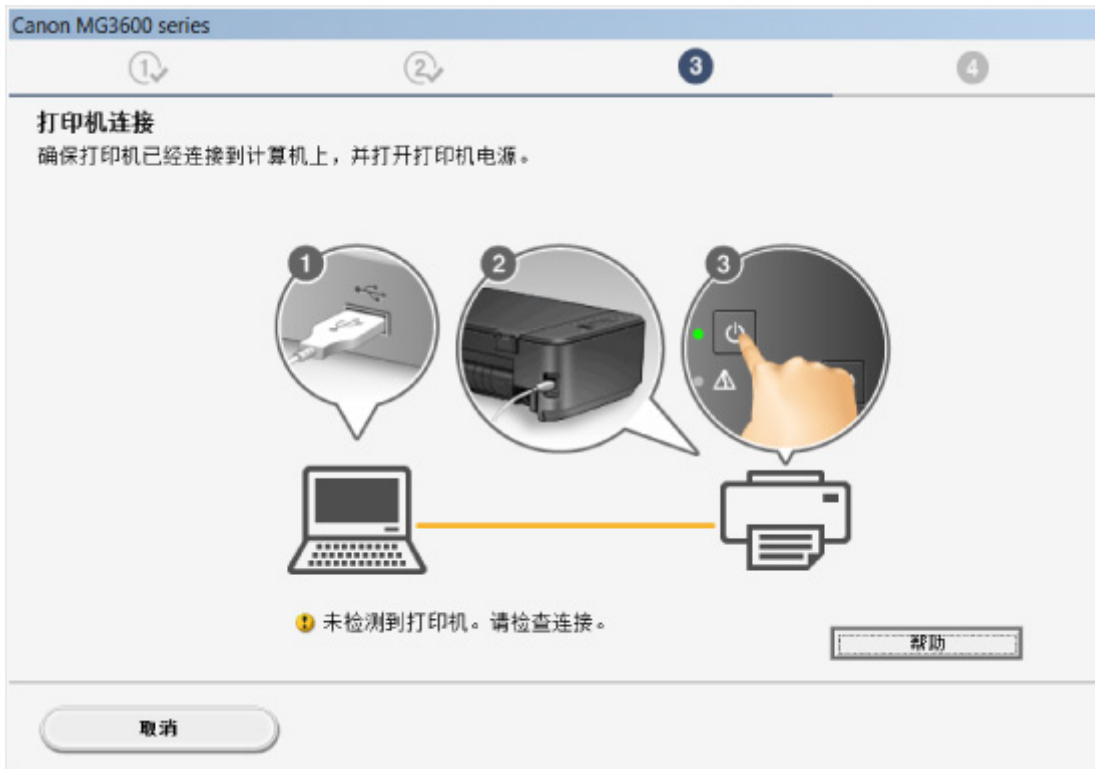 Canon MG3600 series
1 2 3 4
打印机连接
确保打印机已经连接到计算机上，并打开打印机电源。
1 2 3
未检测到打印机。请检查连接。
帮助
取消